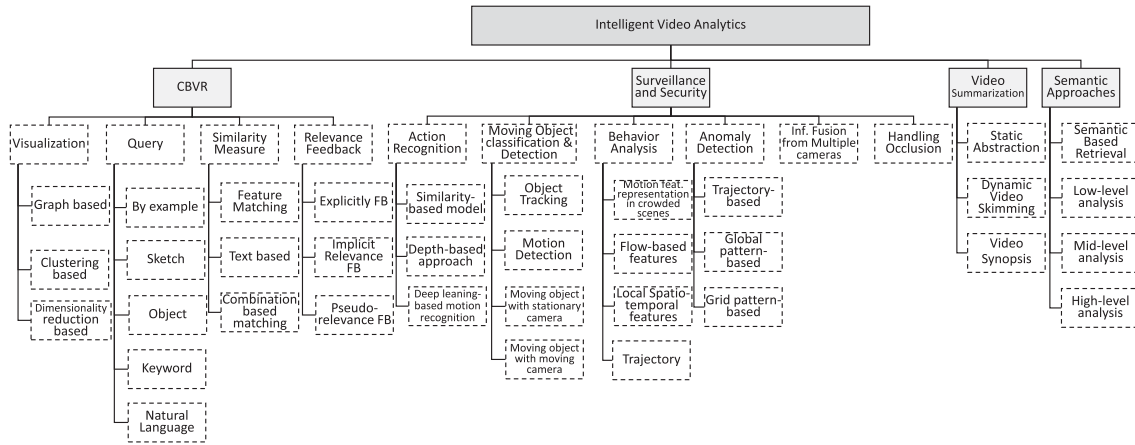 Intelligent Video Analytics
CBVR
Surveillance
and Security
Video
Summarization
Semantic
Approaches
Visualization
Query
Similarity
Measure
Relevance
Feedback
Action
Recognition
Moving Object
classification &
Detection
Behavior
Analysis
Anomaly
Detection
Inf. Fusion
from Multiple
cameras
Handling
Occlusion
Graph based
Clustering
based
Dimensionality
reduction based
By example
Sketch
Object
Keyword
Natural
Language
Feature
Matching
Text based
Combination
based
matching
Explicitly FB
Implicit
Relevance
FB
Pseudo-
relevance FB
Similarity-
based model
Depth-based
approach
Deep leaning-
based motion
recognition
Object
Tracking
Motion
Detection
Moving object
with stationary
camera
Moving object
with moving
camera
Motion feat.
representation
in crowded
scenes
Flow-based
features
Local Spatio-
temporal
features
Trajectory
Trajectory-
based
Global
pattern-
based
Grid pattern-
based
Static
Abstraction
Dynamic
Video
Skimming
Video
Synopsis
Semantic
Based
Retrieval
Low-level
analysis
Mid-level
analysis
High-level
analysis